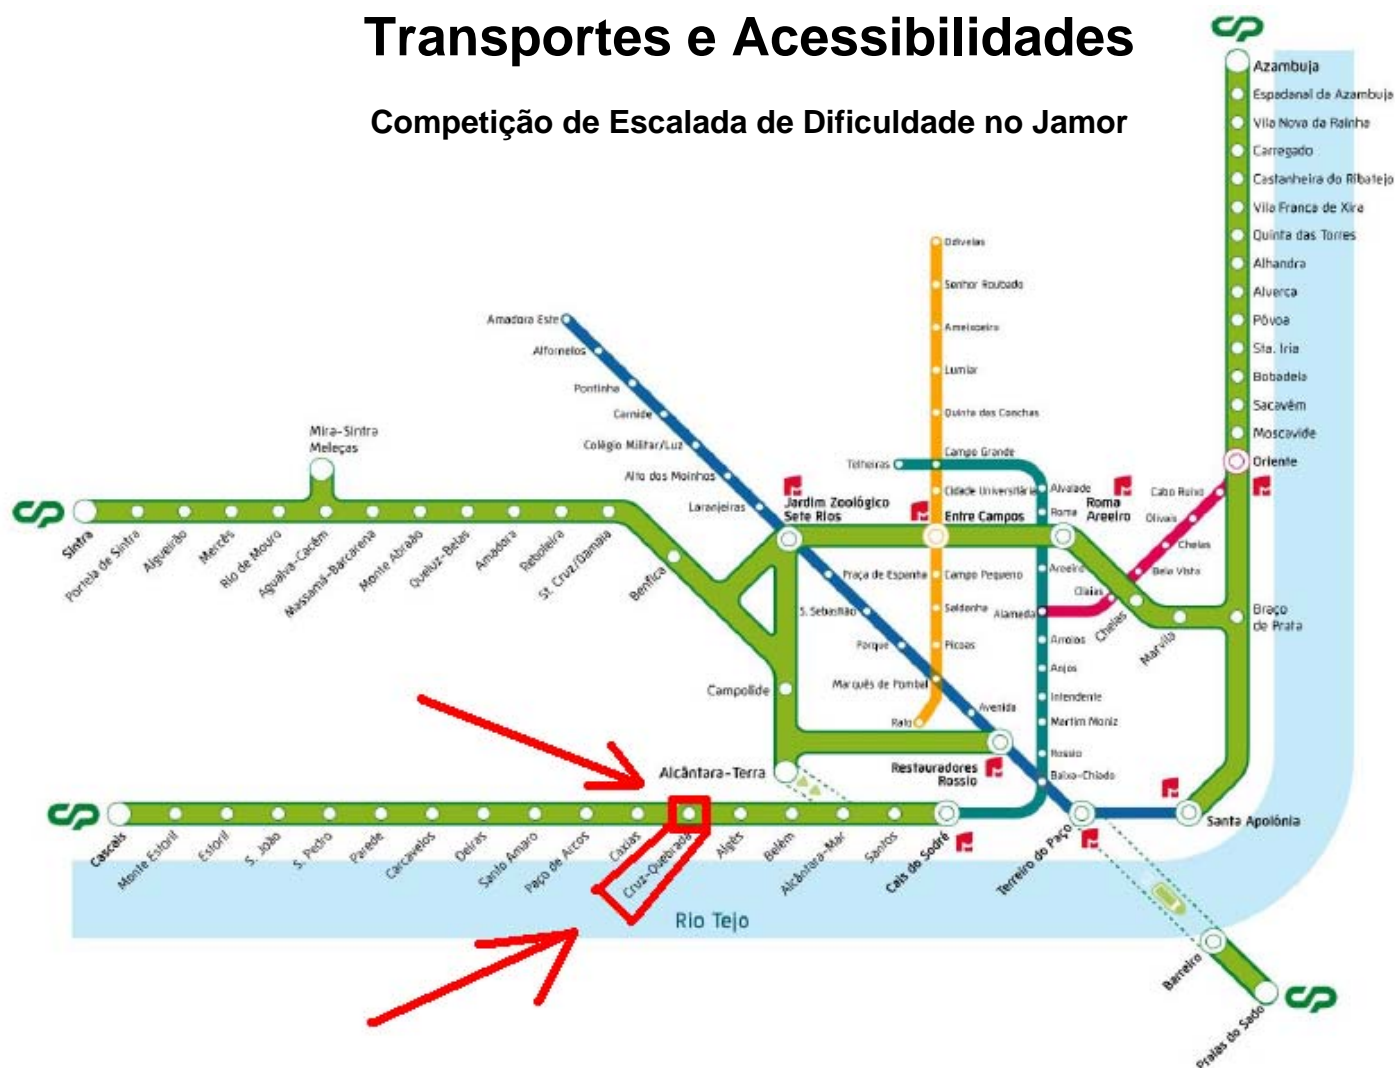 Transportes e Acessibilidades
Competição de Escalada de Dificuldade no Jamor
Azambuja
Espadanal da Azambuja
Vila Nova da Rainha
Carregado
Castanheira do Ribatejo
Vila Franca de Xira
Quinta das Torres
Alhandra
Alverca
Póvoa
Sta. Iria
Bobadela
Sacavém
Moscavide
Oriente
Braço
de Prata
Santa Apolónia
Odivelas
Senhor Roubado
Ameixoeira
Lumiar
Quinta das Conchas
Campo Grande
Cidade Universitária
Entre Campos
Campo Pequeno
Saldanha
Picoas
Marquês de Pombal
Rato
Amadora Este
Alfornelos
Pontinha
Carnide
Colégio Militar/Luz
Alto dos Moinhos
Laranjeiras
Jardim Zoológico
Sete Rios
Praça de Espanha
S. Sebastião
Parque
Avenida
Restauradores
Rossio
Baixa-Chiado
Terreiro do Paço
Telheiras
Alvalade
Roma
Roma
Areeiro
Areeiro
Alameda
Arroios
Anjos
Intendente
Martim Moniz
Rossio
Cabo Ruivo
Olivais
Chelas
Bela Vista
Olaias
Chelas
Marvila
Mira-Sintra
Meleças
Sintra
Portela de Sintra
Algueirão
Mercês
Rio de Mouro
Agualva-Cacém
Massamá-Barcarena
Monte Abraão
Queluz-Belas
Amadora
Reboleira
St. Cruz/Damaia
Benfica
Campolide
Alcântara-Terra
Cascais
Monte Estoril
Estoril
S. João
S. Pedro
Parede
Carcavelos
Oeiras
Santo Amaro
Paço de Arcos
Caxias
Cruz-Quebrada
Algés
Belém
Alcântara-Mar
Santos
Cais do Sodré
Rio Tejo
Barreiro
Praias do Sado